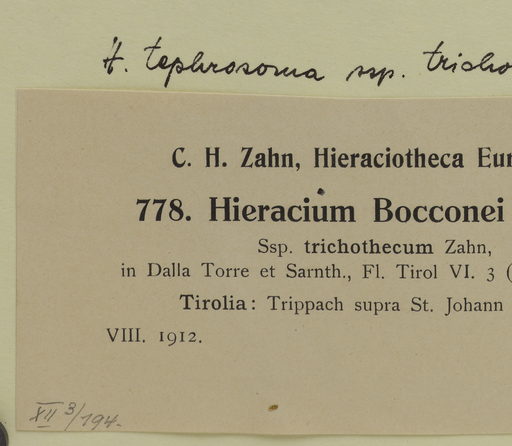 H. tephrosoma ssp. tricho
C. H. Zahn, Hieraciotheca Eur
778. Hieracium Bocconei
Ssp. trichothecum Zahn,
in Dalla Torre et Sarnth., Fl. Tirol VI. 3 (
Tirolia: Trippach supra St. Johann
VIII. 1912.
XII 3/194-